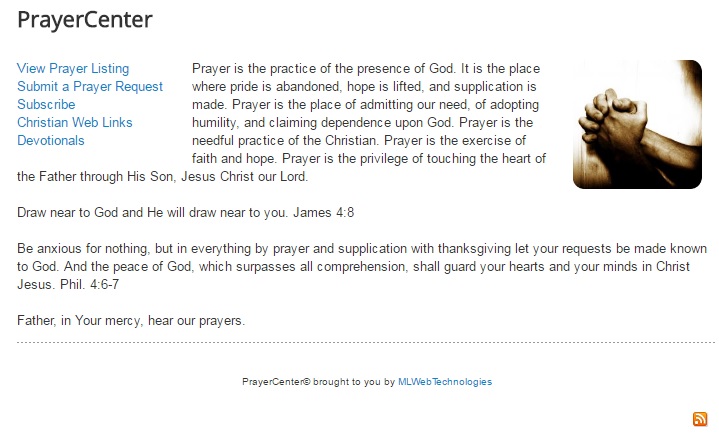 PrayerCenter
View Prayer Listing
Submit a Prayer Request
Subscribe
Christian Web Links
Devotionals
Prayer is the practice of the presence of God. It is the place
where pride is abandoned, hope is lifted, and supplication is
made. Prayer is the place of admitting our need, of adopting
humility, and claiming dependence upon God. Prayer is the
needful practice of the Christian. Prayer is the exercise of
faith and hope. Prayer is the privilege of touching the heart of
the Father through His Son, Jesus Christ our Lord.
Draw near to God and He will draw near to you. James 4:8
Be anxious for nothing, but in everything by prayer and supplication with thanksgiving let your requests be made known
to God. And the peace of God, which surpasses all comprehension, shall guard your hearts and your minds in Christ
Jesus. Phil. 4:6-7
Father, in Your mercy, hear our prayers.
PrayerCenter© brought to you by MLWebTechnologies